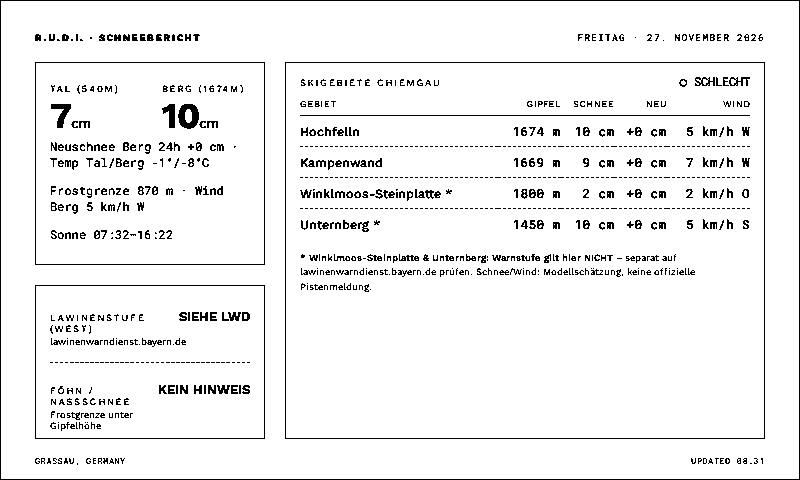 R.U.D.I. · SCHNEEBERICHT
FREITAG · 27. NOVEMBER 2026
TAL (540M) BERG (1674M)
7cm 10cm
Neuschnee Berg 24h +0 cm ·
Temp Tal/Berg -1°/-8°C
Frostgrenze 870 m · Wind
Berg 5 km/h W
Sonne 07:32–16:22
LAWINENSTUFE (WEST) SIEHE LWD
lawinenwarndienst.bayern.de
FÖHN / NASSSCHNEE KEIN HINWEIS
Frostgrenze unter
Gipfelhöhe
SKIGEBIETE CHIEMGAU O SCHLECHT
GEBIET GIPFEL SCHNEE NEU WIND
Hochfelln 1674 m 10 cm +0 cm 5 km/h W
Kampenwand 1669 m 9 cm +0 cm 7 km/h W
Winklmoos-Steinplatte * 1800 m 2 cm +0 cm 2 km/h O
Unternberg * 1450 m 10 cm +0 cm 5 km/h S
* Winklmoos-Steinplatte & Unternberg: Warnstufe gilt hier NICHT – separat auf
lawinenwarndienst.bayern.de prüfen. Schnee/Wind: Modellschätzung, keine offizielle
Pistenmeldung.
GRASSAU, GERMANY
UPDATED 08.31